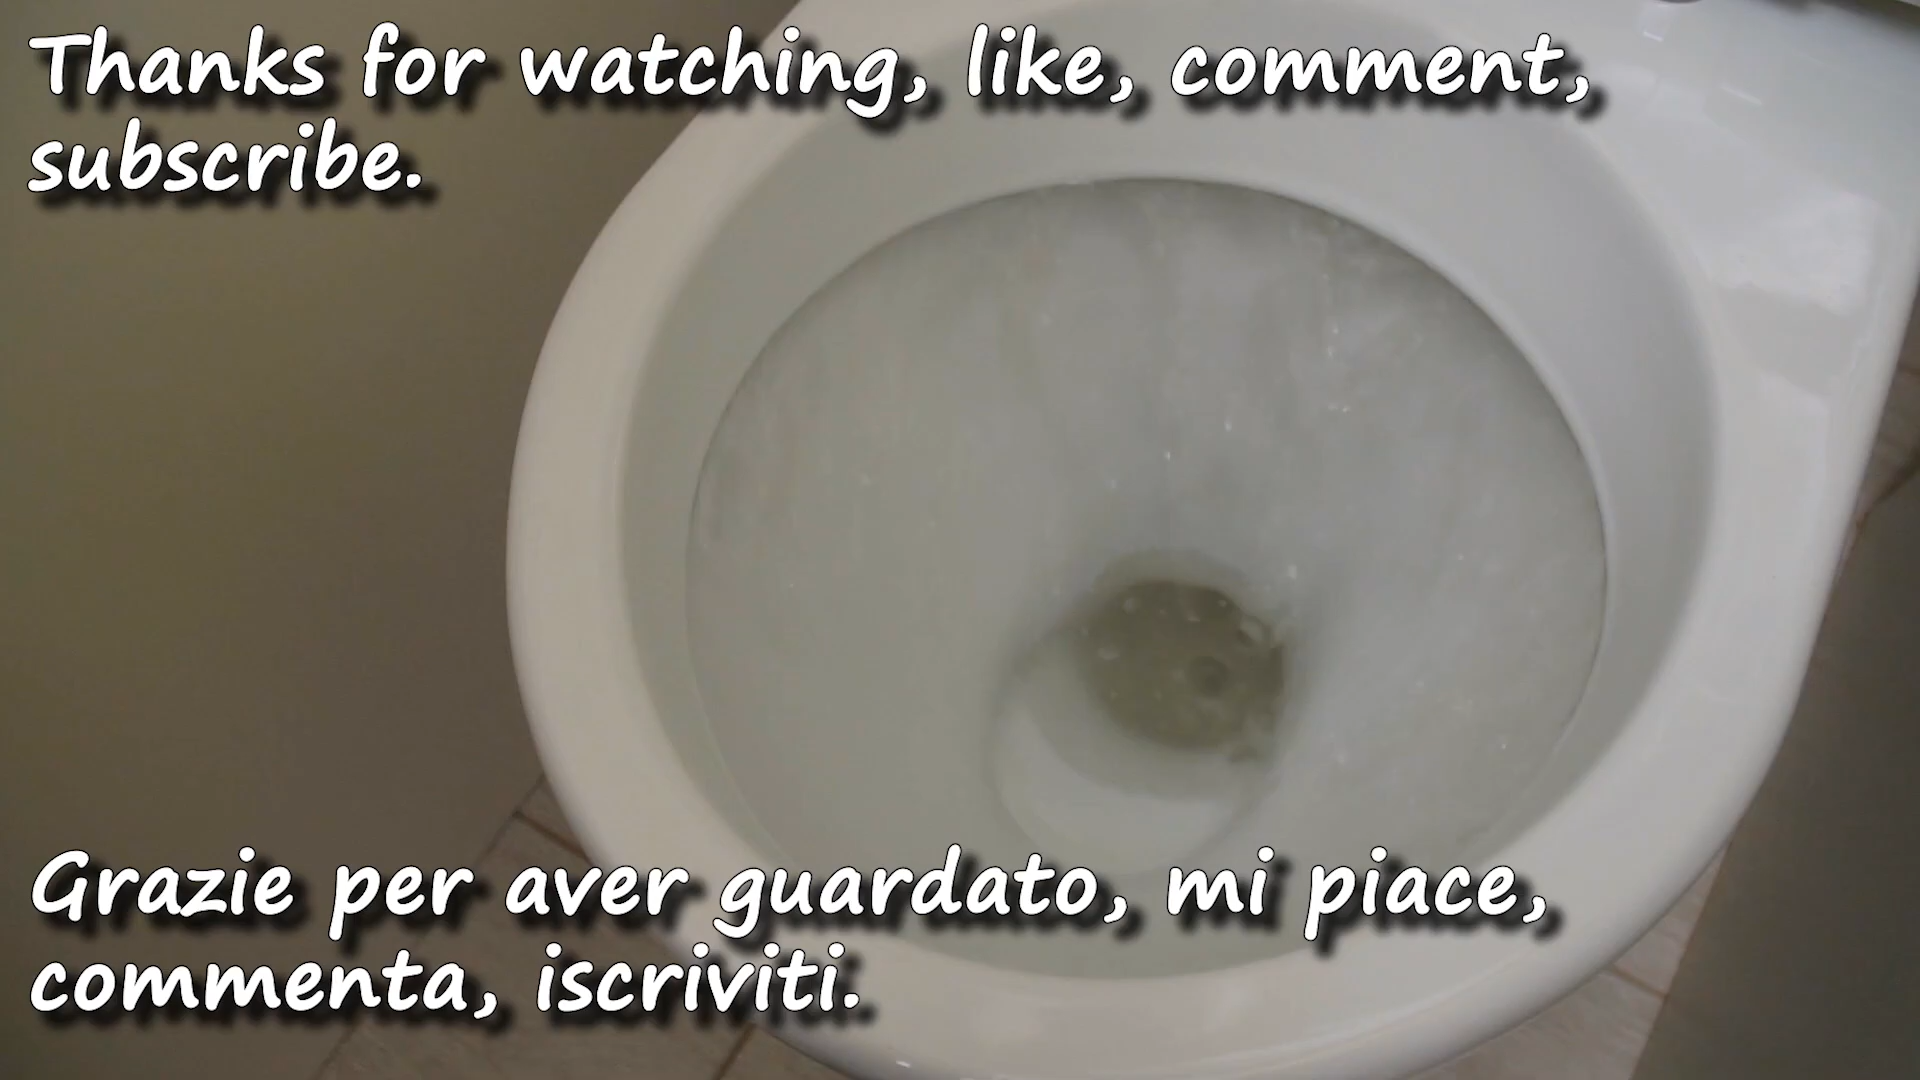 Thanks for watching, like, comment,
subscribe.
Grazie per aver guardato, mi piace,
commenta, iscriviti.